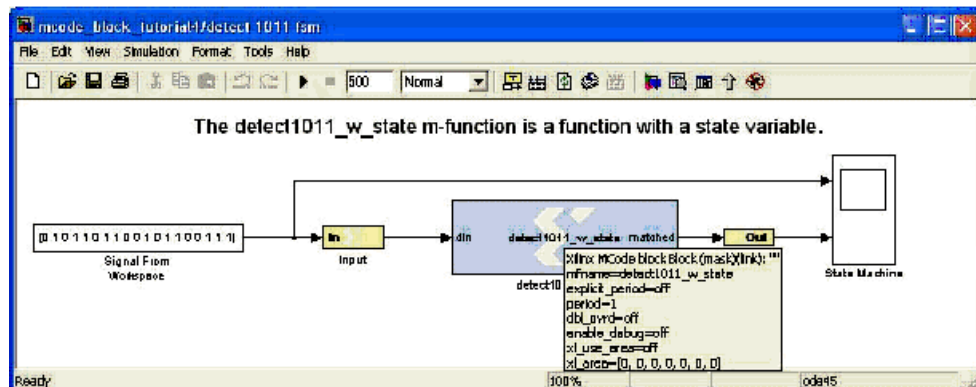 mcode_block_tutorial4/detect 1011 fsm
File Edit View Simulation Format Tools Help
500 Normal
The detect1011_w_state m-function is a function with a state variable.
[0 1 0 1 1 0 1 1 0 0 1 0 1 1 0 0 1 1 1]
Signal From
Workspace
In
Input
din detect1011_w_state matched
Out
State Machine
detect10
Xilinx MCode block Block (mask)(link): ""
mfname=detect1011_w_state
explicit_period=off
period=1
dbl_ovrd=off
enable_debug=off
xl_use_area=off
xl_area=[0, 0, 0, 0, 0, 0, 0]
Ready 100% ode45